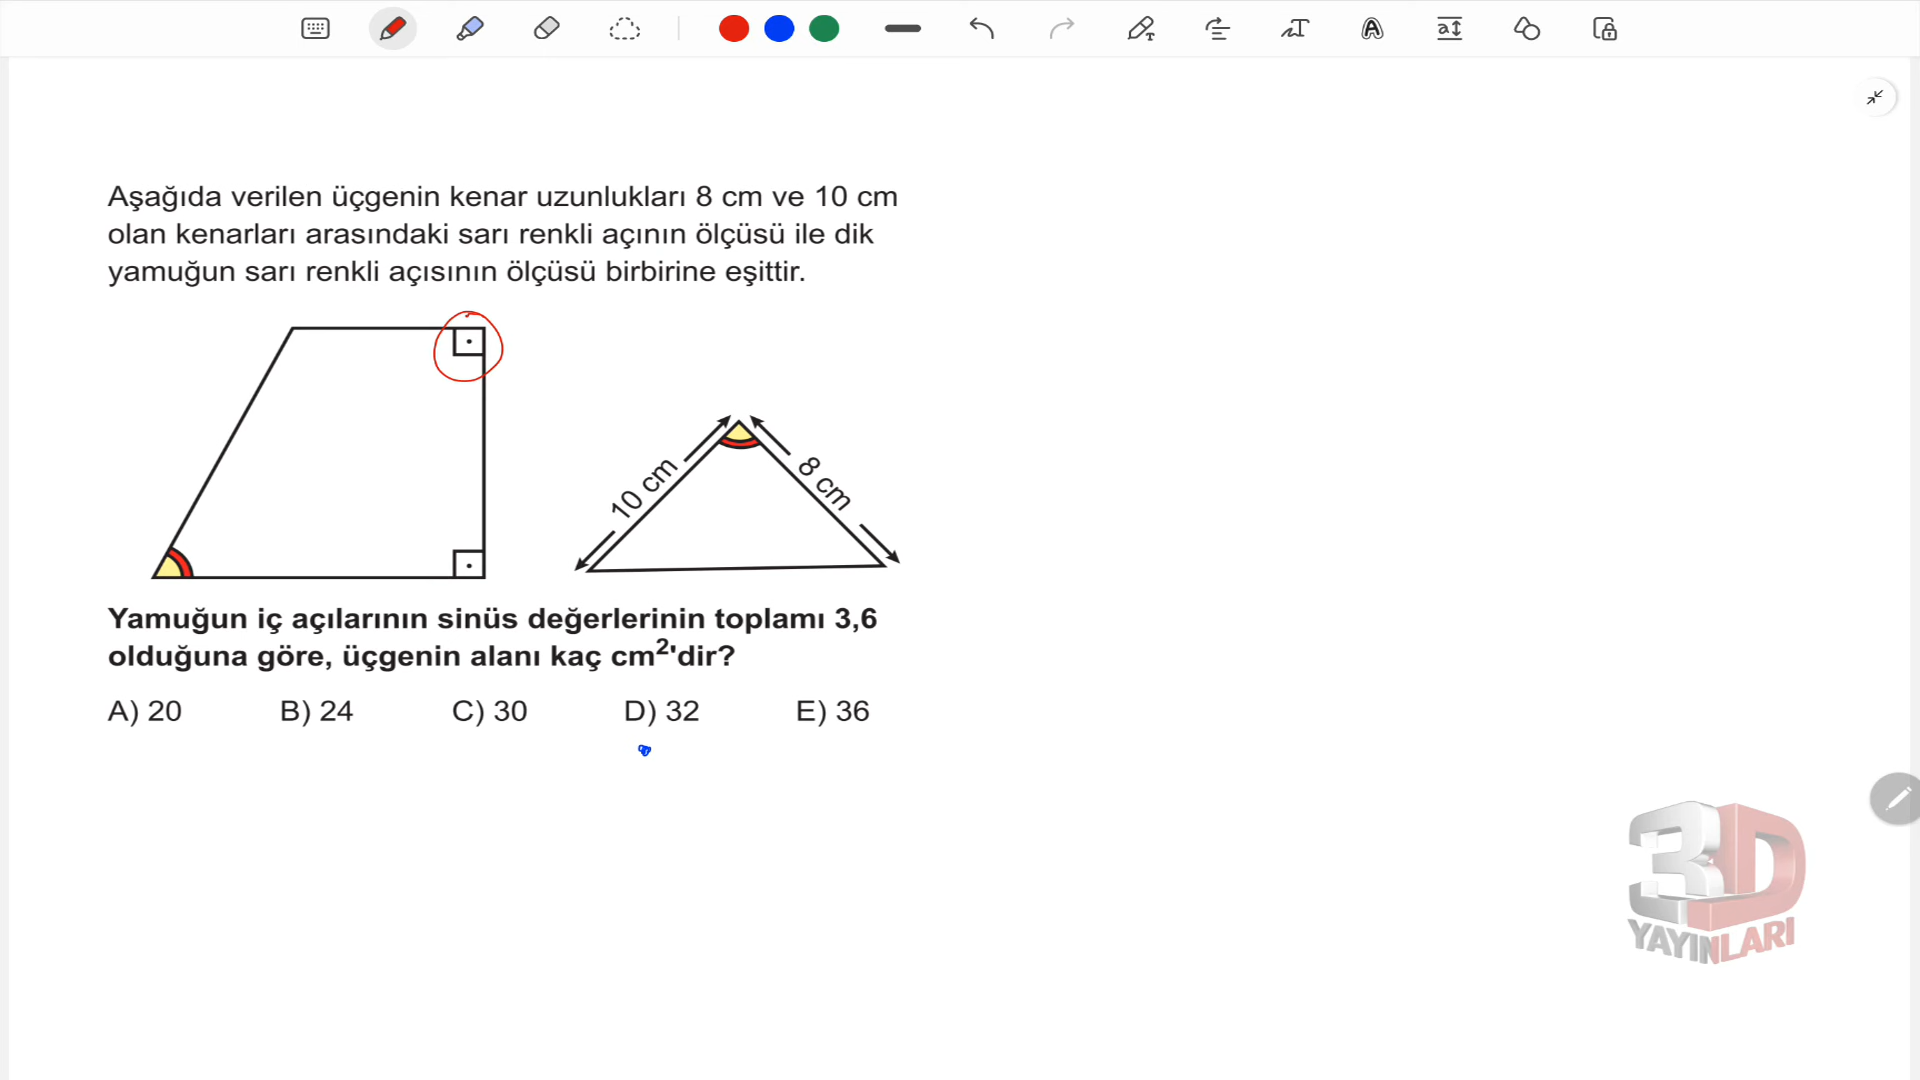 Aşağıda verilen üçgenin kenar uzunlukları 8 cm ve 10 cm
olan kenarları arasındaki sarı renkli açının ölçüsü ile dik
yamuğun sarı renkli açısının ölçüsü birbirine eşittir.
10 cm
8 cm
Yamuğun iç açılarının sinüs değerlerinin toplamı 3,6
olduğuna göre, üçgenin alanı kaç cm²'dir?
A) 20 B) 24 C) 30 D) 32 E) 36
3D
YAYINLARI